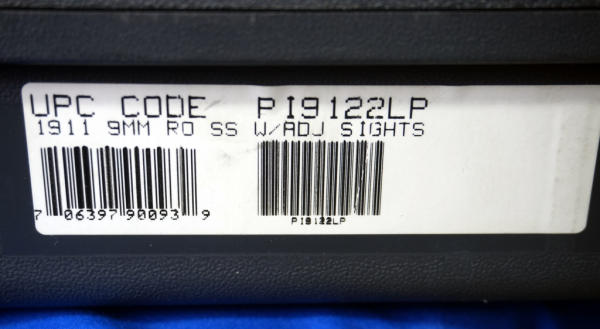 UPC CODE PI9122LP
1911 9MM RO SS W/ADJ SIGHTS
7 06397 90093 9
PI9122LP